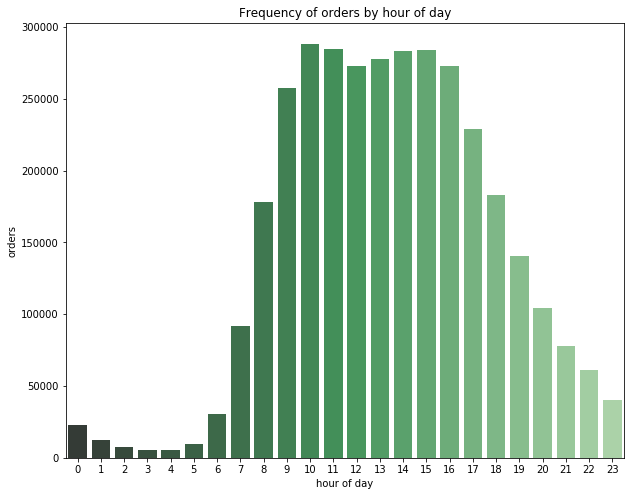 Frequency of orders by hour of day
300000
250000
200000
150000
100000
50000
0
orders
0 1 2 3 4 5 6 7 8 9 10 11 12 13 14 15 16 17 18 19 20 21 22 23
hour of day